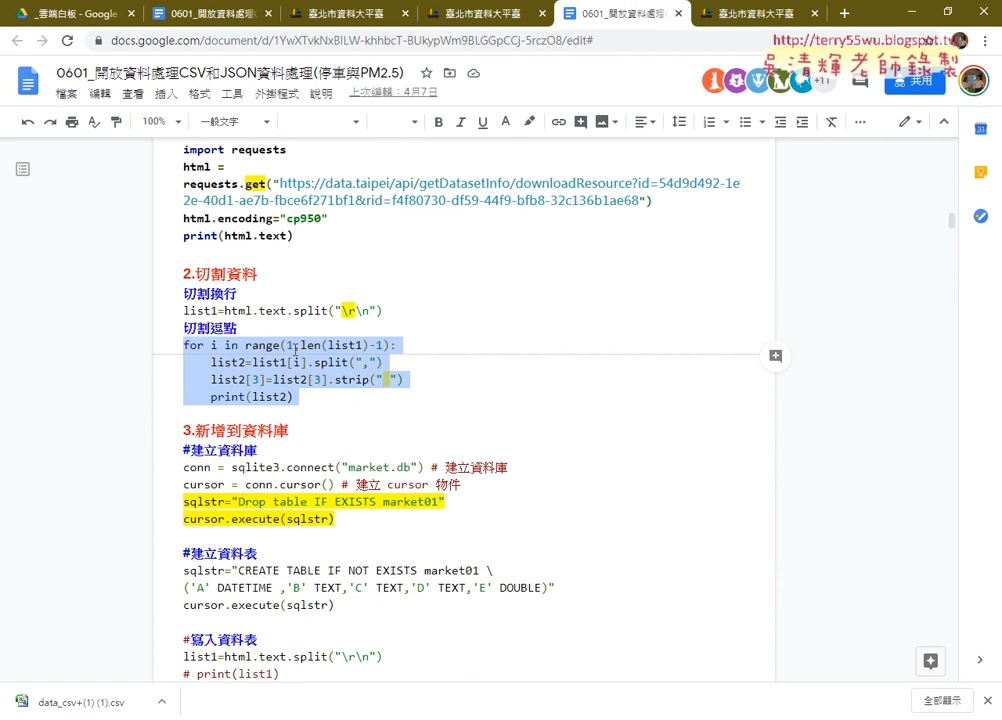 _雲端白板 - Google
0601_開放資料處理C
臺北市資料大平臺
臺北市資料大平臺
0601_開放資料處理
臺北市資料大平臺
docs.google.com/document/d/1YwXTvkNxBILW-khhbcT-BUkypWm9BLGGpCCj-5rczO8/edit#
http://terry55wu.blogspot.tw
吳清輝老師錄製
0601_開放資料處理CSV和JSON資料處理(停車與PM2.5)
檔案 編輯 查看 插入 格式 工具 外掛程式 說明 上次編輯：4月7日
+11
共用
100% 一般文字 B I U A
import requests
html =
requests.get("https://data.taipei/api/getDatasetInfo/downloadResource?id=54d9d492-1e
2e-40d1-ae7b-fbce6f271bf1&rid=f4f80730-df59-44f9-bfb8-32c136b1ae68")
html.encoding="cp950"
print(html.text)
2.切割資料
切割換行
list1=html.text.split("\r\n")
切割逗點
for i in range(1,len(list1)-1):
list2=list1[i].split(",")
list2[3]=list2[3].strip(" ")
print(list2)
3.新增到資料庫
#建立資料庫
conn = sqlite3.connect("market.db") # 建立資料庫
cursor = conn.cursor() # 建立 cursor 物件
sqlstr="Drop table IF EXISTS market01"
cursor.execute(sqlstr)
#建立資料表
sqlstr="CREATE TABLE IF NOT EXISTS market01 \
('A' DATETIME ,'B' TEXT,'C' TEXT,'D' TEXT,'E' DOUBLE)"
cursor.execute(sqlstr)
#寫入資料表
list1=html.text.split("\r\n")
# print(list1)
data_csv+(1) (1).csv
全部顯示